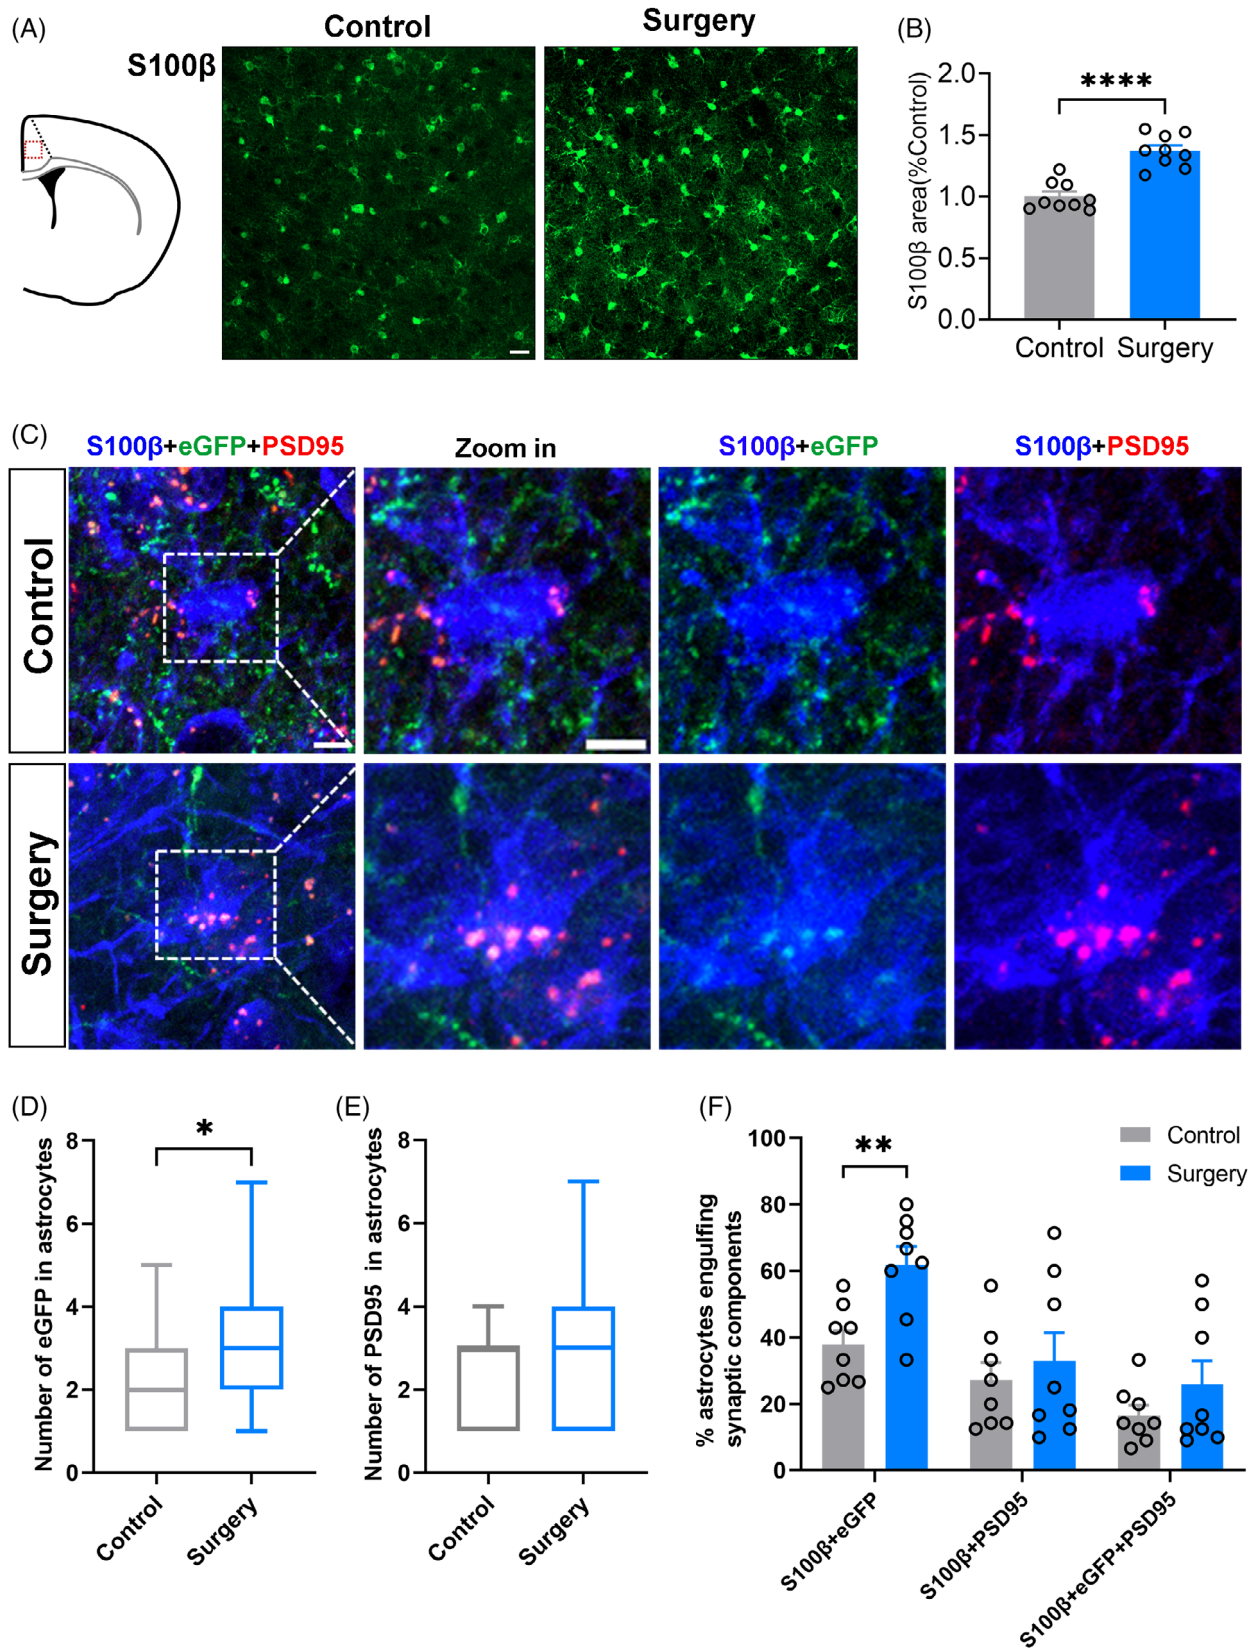 (A)
Control
Surgery
S100β
(B)
****
S100β area(%Control)
2.0
1.5
1.0
0.5
0.0
Control
Surgery
(C)
S100β+eGFP+PSD95
Zoom in
S100β+eGFP
S100β+PSD95
Control
Surgery
(D)
*
Number of eGFP in astrocytes
8
6
4
2
0
Control
Surgery
(E)
Number of PSD95 in astrocytes
8
6
4
2
0
Control
Surgery
(F)
Control
Surgery
**
% astrocytes engulfing
synaptic components
100
80
60
40
20
0
S100β+eGFP
S100β+PSD95
S100β+eGFP+PSD95